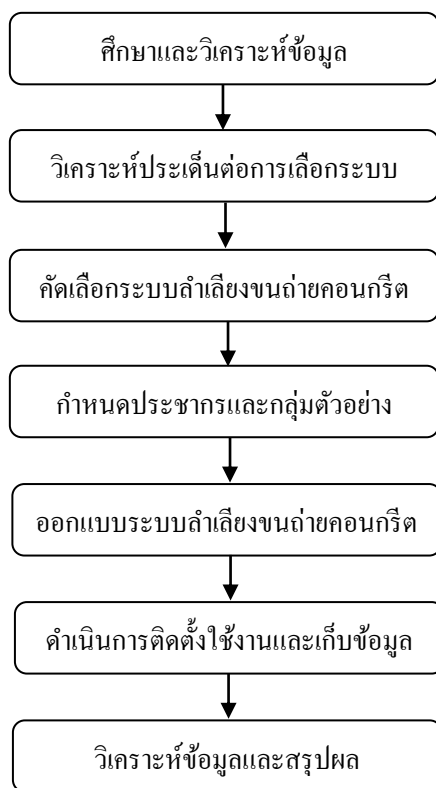 ศึกษาและวิเคราะห์ข้อมูล
วิเคราะห์ประเด็นต่อการเลือกระบบ
คัดเลือกระบบลำเลียงขนถ่ายคอนกรีต
กำหนดประชากรและกลุ่มตัวอย่าง
ออกแบบระบบลำเลียงขนถ่ายคอนกรีต
ดำเนินการติดตั้งใช้งานและเก็บข้อมูล
วิเคราะห์ข้อมูลและสรุปผล